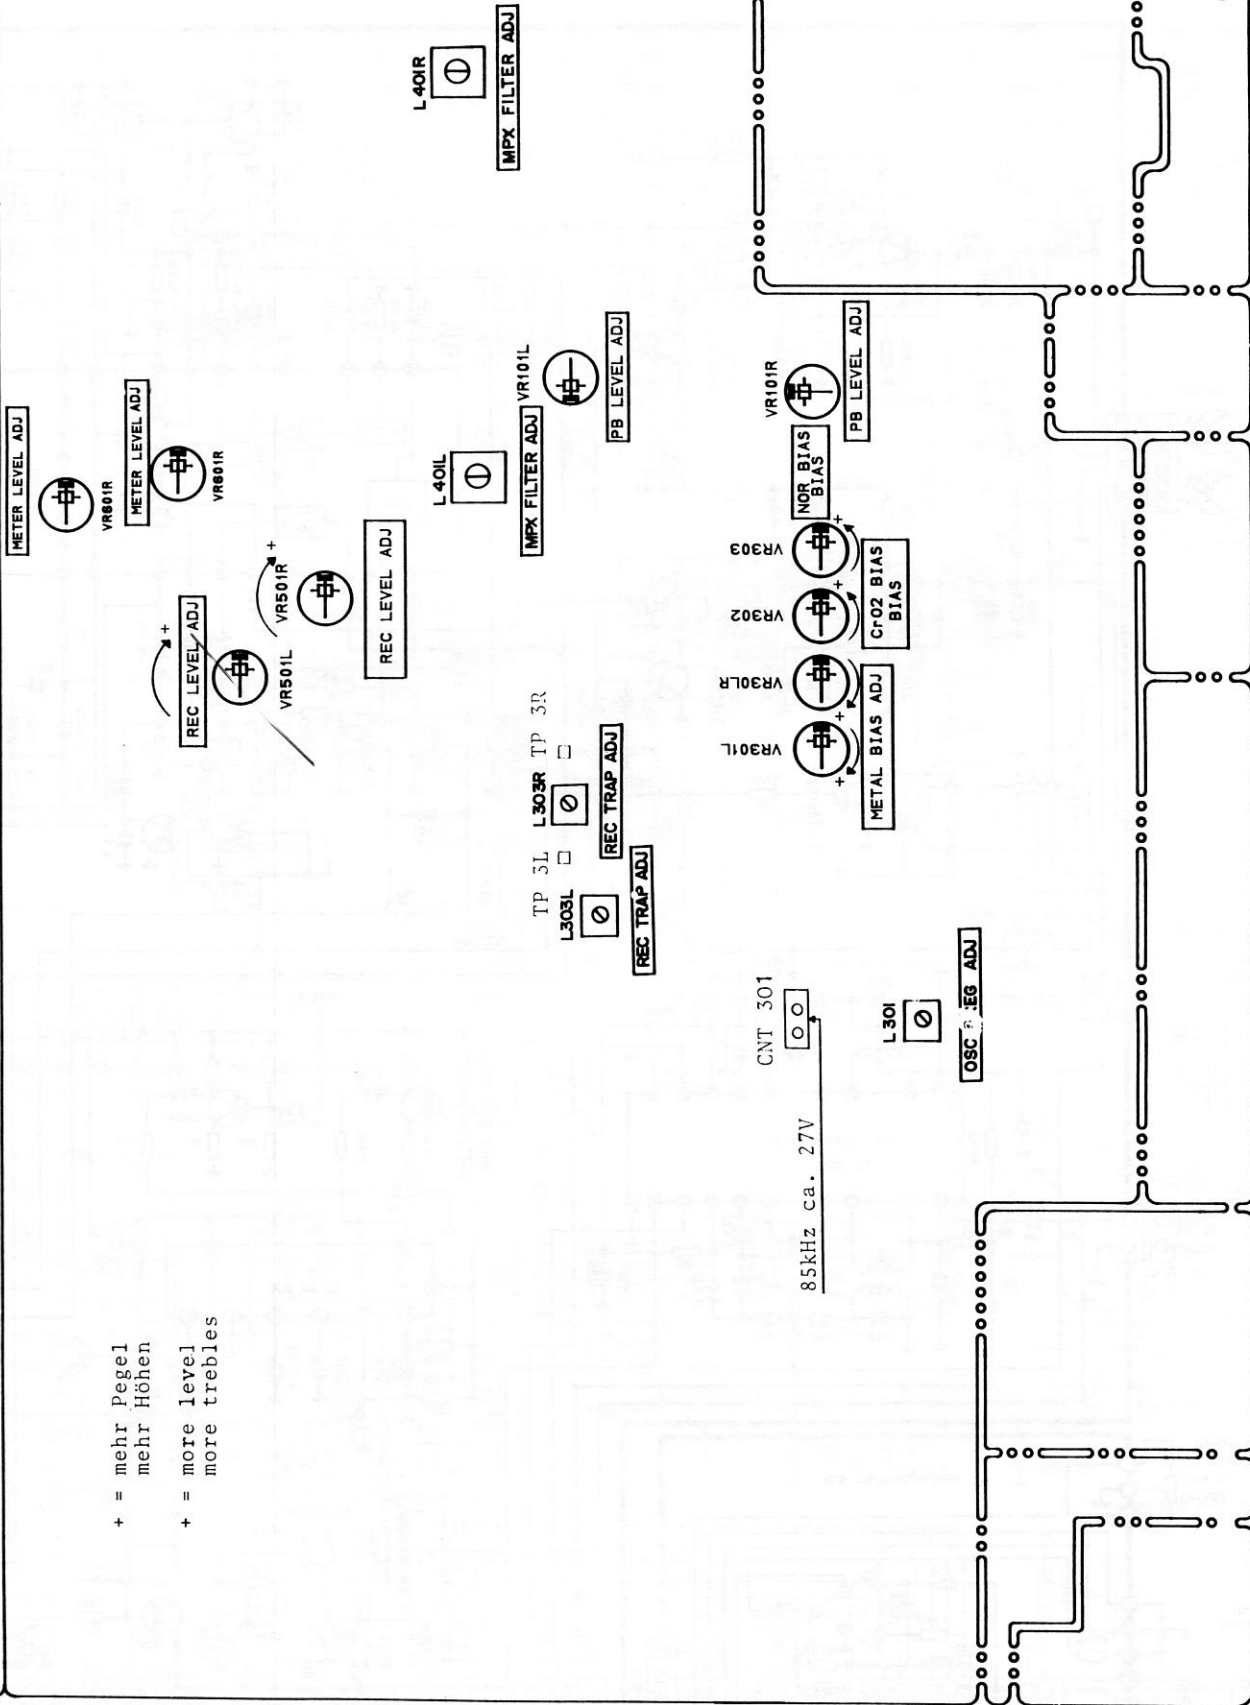 METER LEVEL ADJ
VR601R
METER LEVEL ADJ
VR601R
REC LEVEL ADJ
+
VR501L
+
VR501R
REC LEVEL ADJ
L401R
MPX FILTER ADJ
L401L
MPX FILTER ADJ
VR101L
PB LEVEL ADJ
TP 3L
L303L
REC TRAP ADJ
TP 3R
L303R
REC TRAP ADJ
VR101R
PB LEVEL ADJ
NOR BIAS
BIAS
VR303
+
VR302
+
CrO2 BIAS
BIAS
VR30LR
+
VR301L
+
METAL BIAS ADJ
CNT 301
85kHz ca. 27V
L301
OSC ADJ
+ = mehr Pegel
mehr Höhen
+ = more level
more trebles